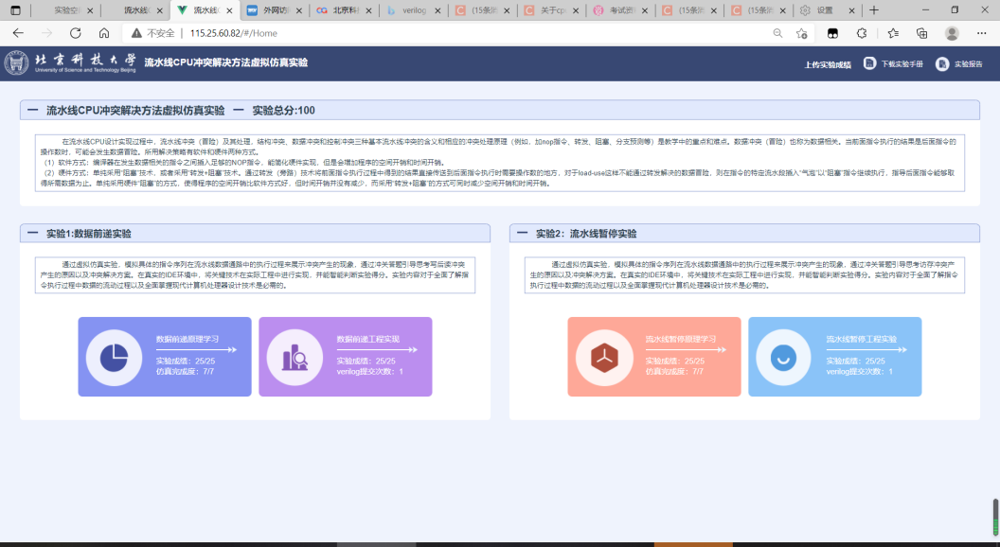 实验空
流水线
流水线C
外网访
北京科
verilog
(15条
关于cp
考试资
(15条消
(15条消
设置
不安全
115.25.60.82/#/Home
北京科技大学
University of Science and Technology Beijing
流水线CPU冲突解决方法虚拟仿真实验
上传实验成绩
下载实验手册
实验报告
一 流水线CPU冲突解决方法虚拟仿真实验 一 实验总分:100
在流水线CPU设计实现过程中，流水线冲突（冒险）及其处理，结构冲突、数据冲突和控制冲突三种基本流水线冲突的含义和相应的冲突处理原理（例如，加nop指令、转发、阻塞、分支预测等）是教学中的重点和难点。数据冲突（冒险）也称为数据相关。当前面指令执行的结果是后面指令的
操作数时，可能会发生数据冒险。所用解决策略有软件和硬件两种方式。
（1）软件方式：编译器在发生数据相关的指令之间插入足够的NOP指令，能简化硬件实现，但是会增加程序的空间开销和时间开销。
（2）硬件方式：单纯采用"阻塞"技术，或者采用"转发+阻塞"技术。通过转发（旁路）技术将前面指令执行过程中得到的结果直接传送到后面指令执行时需要操作数的地方，对于load-use这样不能通过转发解决的数据冒险，则在指令的特定流水段插入"气泡"以"阻塞"指令继续执行，指导后面指令能够取
得所需数据为止。单纯采用硬件"阻塞"的方式，使得程序的空间开销比软件方式好，但时间开销并没有减少，而采用"转发+阻塞"的方式可同时减少空间开销和时间开销。
一 实验1:数据前递实验
通过虚拟仿真实验，模拟具体的指令序列在流水线数据通路中的执行过程来展示冲突产生的现象，通过冲关答题引导思考写后读冲突
产生的原因以及冲突解决方案。在真实的IDE环境中，将关键技术在实际工程中进行实现，并能智能判断实验得分。实验内容对于全面了解指
令执行过程中数据的流动过程以及全面掌握现代计算机处理器设计技术是必需的。
数据前递原理学习
实验成绩：25/25
仿真完成度：7/7
数据前递工程实现
实验成绩：25/25
verilog提交次数：1
一 实验2：流水线暂停实验
通过虚拟仿真实验，模拟具体的指令序列在流水线数据通路中的执行过程来展示冲突产生的现象，通过冲关答题引导思考访存冲突产
生的原因以及冲突解决方案。在真实的IDE环境中，将关键技术在实际工程中进行实现，并能智能判断实验得分。实验内容对于全面了解指令
执行过程中数据的流动过程以及全面掌握现代计算机处理器设计技术是必需的。
流水线暂停原理学习
实验成绩：25/25
仿真完成度：7/7
流水线暂停工程实验
实验成绩：25/25
verilog提交次数：1